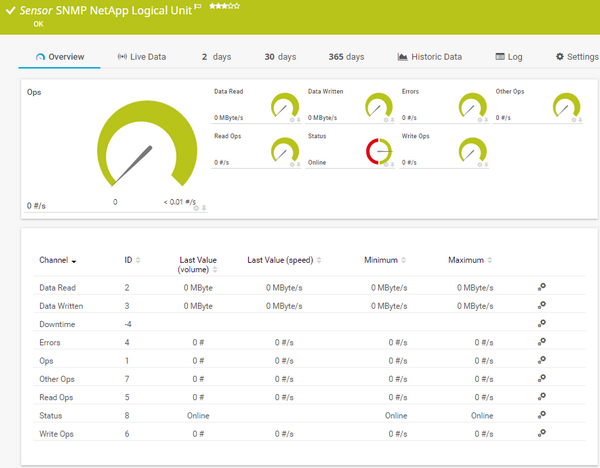 Sensor SNMP NetApp Logical Unit
OK
Overview Live Data 2 days 30 days 365 days Historic Data Log Settings
Ops
0 #/s
0 < 0.01 #/s
Data Read Data Written Errors Other Ops
0 MByte/s 0 MByte/s 0 #/s 0 #/s
Read Ops Status Write Ops
0 #/s Online 0 #/s
Channel ID Last Value (volume) Last Value (speed) Minimum Maximum
Data Read 2 0 MByte 0 MByte/s 0 MByte/s 0 MByte/s
Data Written 3 0 MByte 0 MByte/s 0 MByte/s 0 MByte/s
Downtime -4
Errors 4 0 # 0 #/s 0 #/s 0 #/s
Ops 1 0 # 0 #/s 0 #/s 0 #/s
Other Ops 7 0 # 0 #/s 0 #/s 0 #/s
Read Ops 5 0 # 0 #/s 0 #/s 0 #/s
Status 8 Online Online Online
Write Ops 6 0 # 0 #/s 0 #/s 0 #/s